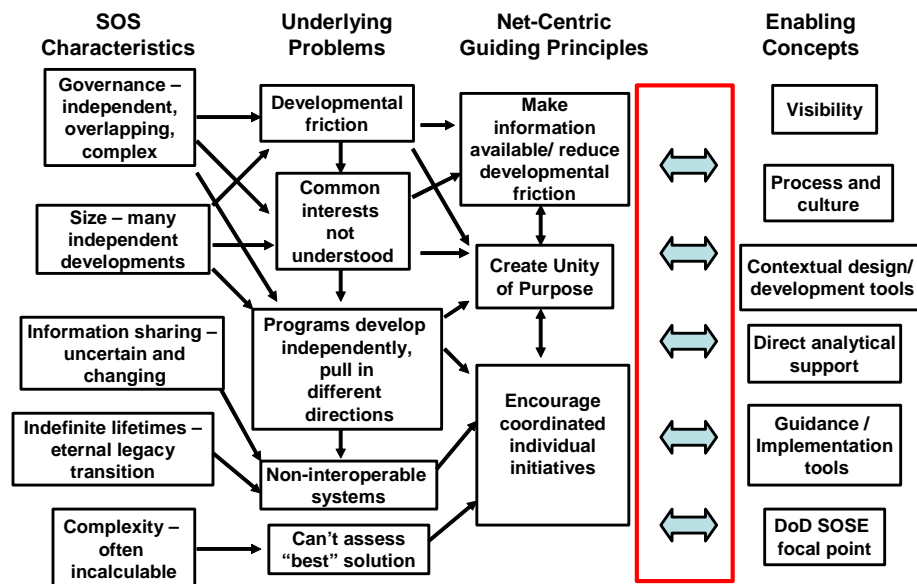 SOS
Characteristics
Underlying
Problems
Net-Centric
Guiding Principles
Enabling
Concepts
Governance –
independent,
overlapping,
complex
Size – many
independent
developments
Information sharing –
uncertain and
changing
Indefinite lifetimes –
eternal legacy
transition
Complexity –
often
incalculable
Developmental
friction
Common
interests
not
understood
Programs develop
independently,
pull in
different
directions
Non-interoperable
systems
Can't assess
“best” solution
Make
information
available/ reduce
developmental
friction
Create Unity
of Purpose
Encourage
coordinated
individual
initiatives
Visibility
Process and
culture
Contextual design/
development tools
Direct analytical
support
Guidance /
Implementation
tools
DoD SOSE
focal point